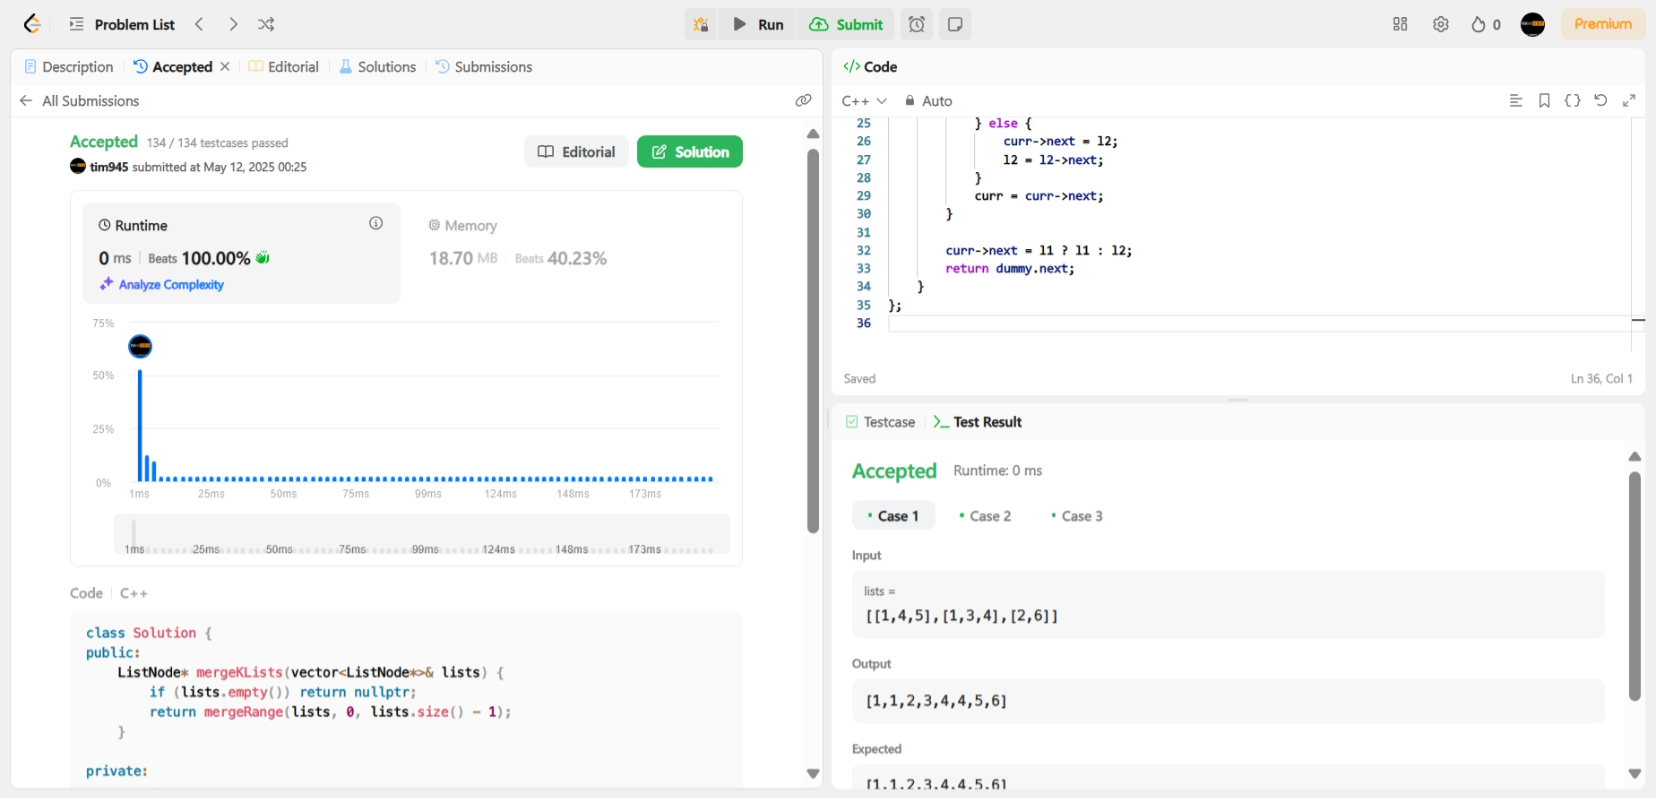 Problem List
Run
Submit
0
Premium
Description
Accepted
Editorial
Solutions
Submissions
All Submissions
Accepted 134 / 134 testcases passed
tim945 submitted at May 12, 2025 00:25
Editorial
Solution
Runtime
0 ms Beats 100.00%
Analyze Complexity
Memory
18.70 MB Beats 40.23%
75%
50%
25%
0%
1ms 25ms 50ms 75ms 99ms 124ms 148ms 173ms
1ms 25ms 50ms 75ms 99ms 124ms 148ms 173ms
Code C++
class Solution {
public:
    ListNode* mergeKLists(vector<ListNode*>& lists) {
        if (lists.empty()) return nullptr;
        return mergeRange(lists, 0, lists.size() - 1);
    }
private:
</> Code
C++ Auto
25 } else {
26 curr->next = l2;
27 l2 = l2->next;
28 }
29 curr = curr->next;
30 }
31
32 curr->next = l1 ? l1 : l2;
33 return dummy.next;
34 }
35 };
36
Saved
Ln 36, Col 1
Testcase
Test Result
Accepted Runtime: 0 ms
Case 1
Case 2
Case 3
Input
lists =
[[1,4,5],[1,3,4],[2,6]]
Output
[1,1,2,3,4,4,5,6]
Expected
[1,1,2,3,4,4,5,6]